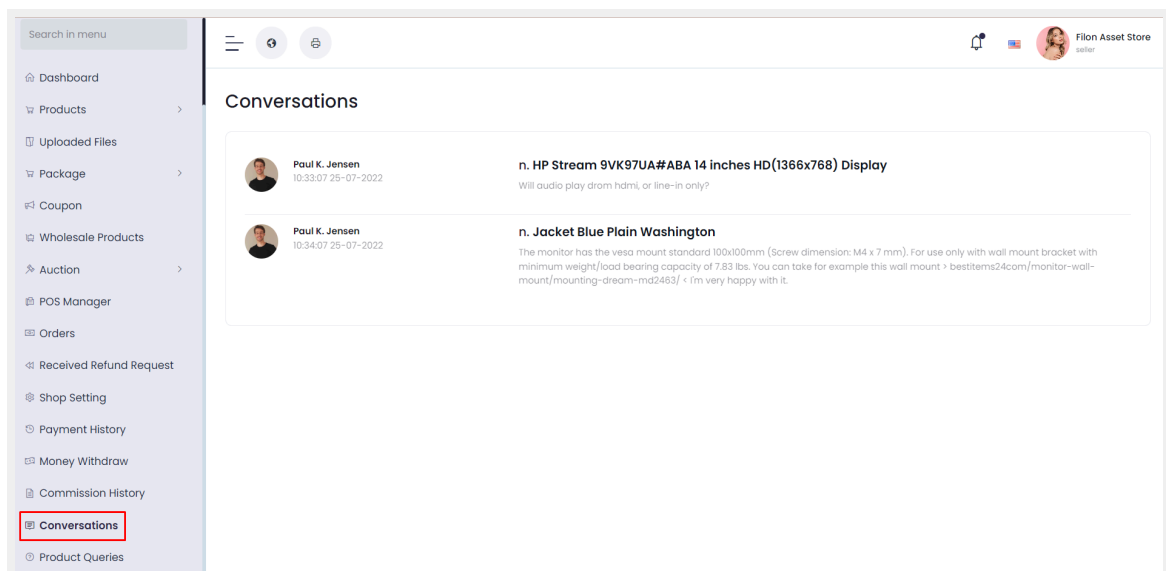 Search in menu
Dashboard
Products
Uploaded Files
Package
Coupon
Wholesale Products
Auction
POS Manager
Orders
Received Refund Request
Shop Setting
Payment History
Money Withdraw
Commission History
Conversations
Product Queries
Filon Asset Store
seller
Conversations
Paul K. Jensen
10:33:07 25-07-2022
n. HP Stream 9VK97UA#ABA 14 inches HD(1366x768) Display
Will audio play drom hdmi, or line-in only?
Paul K. Jensen
10:34:07 25-07-2022
n. Jacket Blue Plain Washington
The monitor has the vesa mount standard 100x100mm (Screw dimension: M4 x 7 mm). For use only with wall mount bracket with
minimum weight/load bearing capacity of 7.83 lbs. You can take for example this wall mount > bestitems24com/monitor-wall-
mount/mounting-dream-md2463/ < I'm very happy with it.